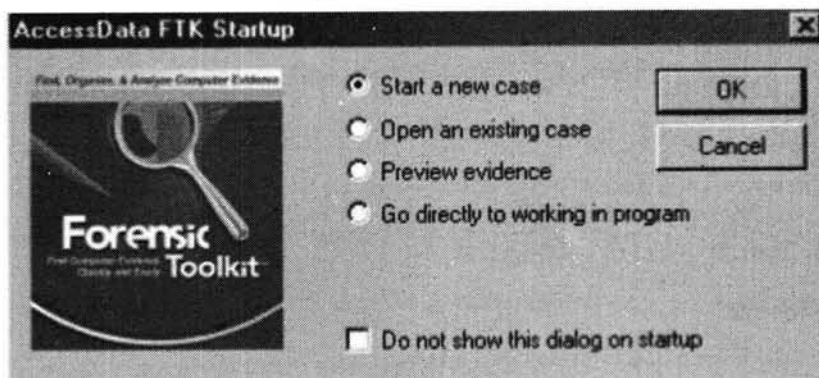 AccessData FTK Startup
Find, Organize, & Analyze Computer Evidence
Forensic
Toolkit
Start a new case
Open an existing case
Preview evidence
Go directly to working in program
Do not show this dialog on startup
OK
Cancel